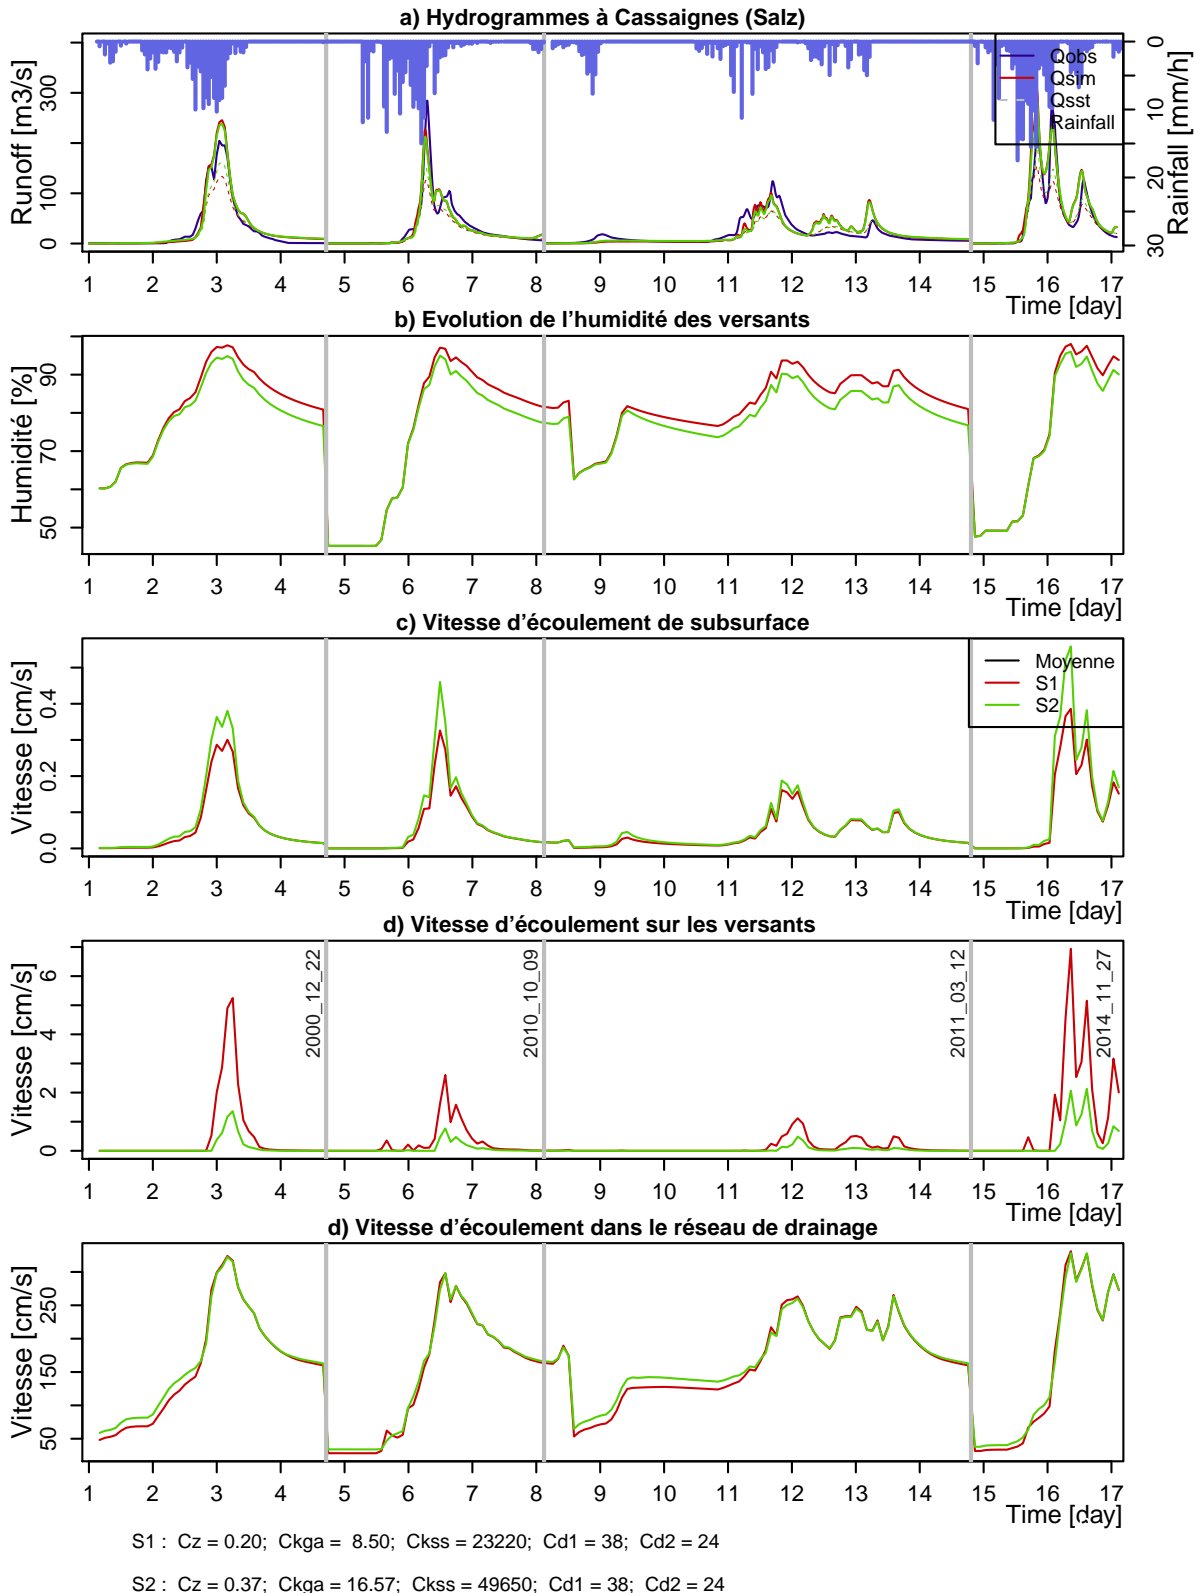 a) Hydrogrammes à Cassaignes (Salz)
Runoff [m3/s]
0 100 300
Rainfall [mm/h]
0 10 20 30
Qobs
Qsim
Qsst
Rainfall
1 2 3 4 5 6 7 8 9 10 11 12 13 14 15 16 17
Time [day]
b) Evolution de l'humidité des versants
Humidité [%]
50 70 90
1 2 3 4 5 6 7 8 9 10 11 12 13 14 15 16 17
Time [day]
c) Vitesse d'écoulement de subsurface
Vitesse [cm/s]
0.0 0.2 0.4
Moyenne
S1
S2
1 2 3 4 5 6 7 8 9 10 11 12 13 14 15 16 17
Time [day]
d) Vitesse d'écoulement sur les versants
Vitesse [cm/s]
0 2 4 6
2000_12_22
2010_10_09
2011_03_12
2014_11_27
1 2 3 4 5 6 7 8 9 10 11 12 13 14 15 16 17
Time [day]
d) Vitesse d'écoulement dans le réseau de drainage
Vitesse [cm/s]
50 150 250
1 2 3 4 5 6 7 8 9 10 11 12 13 14 15 16 17
Time [day]
S1 : Cz = 0.20; Ckga = 8.50; Ckss = 23220; Cd1 = 38; Cd2 = 24
S2 : Cz = 0.37; Ckga = 16.57; Ckss = 49650; Cd1 = 38; Cd2 = 24